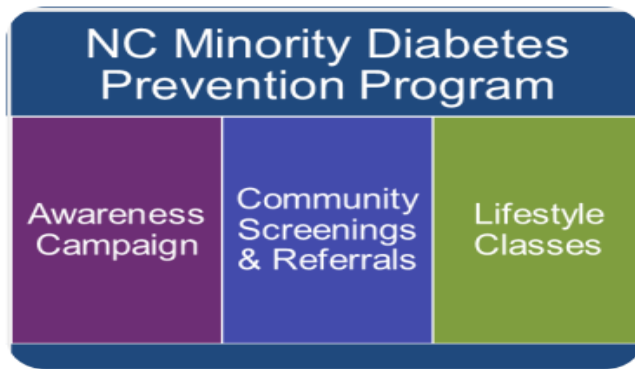 NC Minority Diabetes
Prevention Program
Awareness
Campaign
Community
Screenings
& Referrals
Lifestyle
Classes